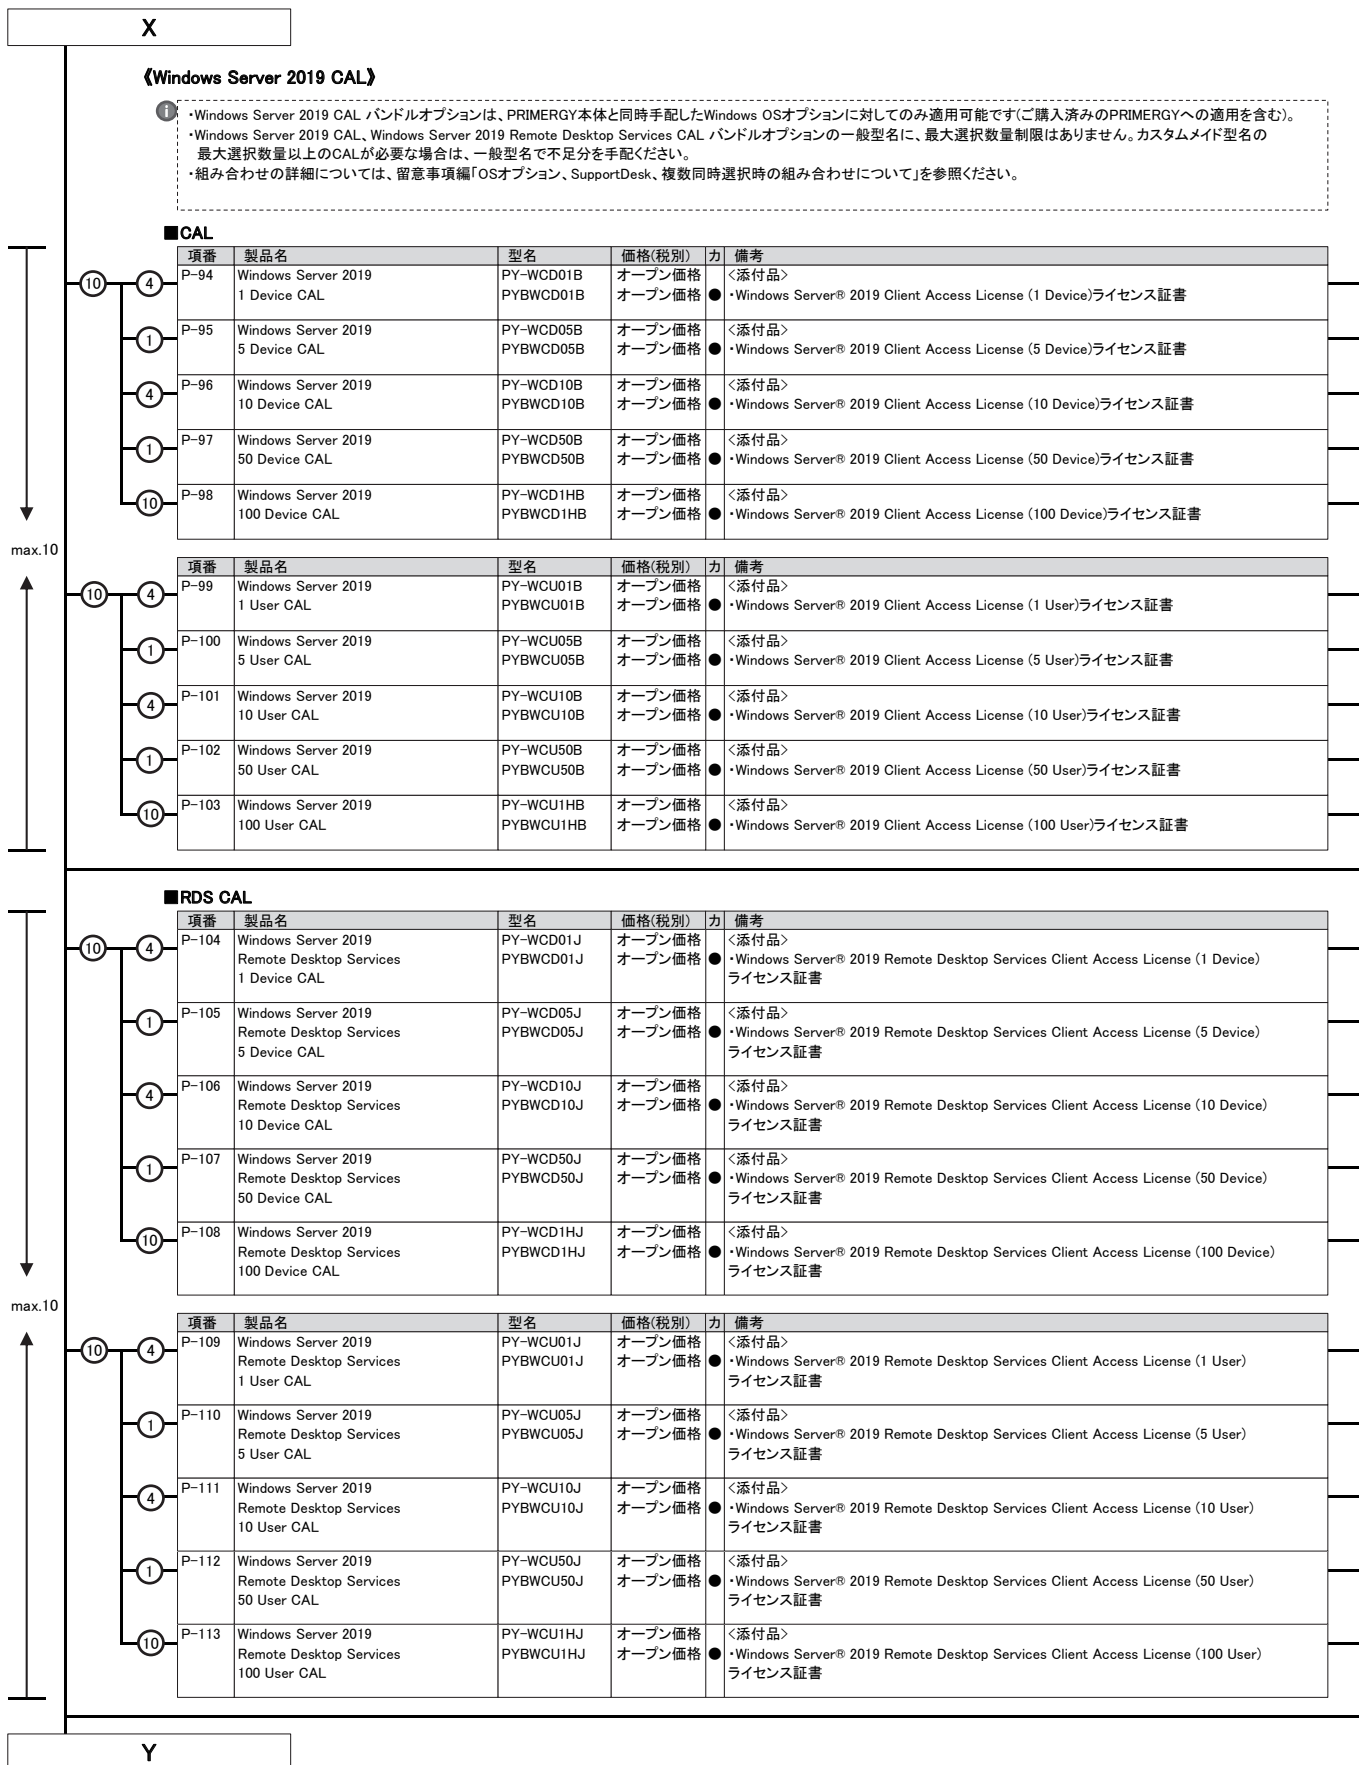 X
《Windows Server 2019 CAL》
・Windows Server 2019 CAL バンドルオプションは、PRIMERGY本体と同時手配したWindows OSオプションに対してのみ適用可能です(ご購入済みのPRIMERGYへの適用を含む)。
・Windows Server 2019 CAL、Windows Server 2019 Remote Desktop Services CAL バンドルオプションの一般型名に、最大選択数量制限はありません。カスタムメイド型名の
最大選択数量以上のCALが必要な場合は、一般型名で不足分を手配ください。
・組み合わせの詳細については、留意事項編「OSオプション、SupportDesk、複数同時選択時の組み合わせについて」を参照ください。
■CAL
項番 製品名 型名 価格(税別) カ 備考
10 4 P-94 Windows Server 2019 PY-WCD01B オープン価格 <添付品>
1 Device CAL PYBWCD01B オープン価格 ● ・Windows Server® 2019 Client Access License (1 Device)ライセンス証書
1 P-95 Windows Server 2019 PY-WCD05B オープン価格 <添付品>
5 Device CAL PYBWCD05B オープン価格 ● ・Windows Server® 2019 Client Access License (5 Device)ライセンス証書
4 P-96 Windows Server 2019 PY-WCD10B オープン価格 <添付品>
10 Device CAL PYBWCD10B オープン価格 ● ・Windows Server® 2019 Client Access License (10 Device)ライセンス証書
1 P-97 Windows Server 2019 PY-WCD50B オープン価格 <添付品>
50 Device CAL PYBWCD50B オープン価格 ● ・Windows Server® 2019 Client Access License (50 Device)ライセンス証書
10 P-98 Windows Server 2019 PY-WCD1HB オープン価格 <添付品>
100 Device CAL PYBWCD1HB オープン価格 ● ・Windows Server® 2019 Client Access License (100 Device)ライセンス証書
max.10
項番 製品名 型名 価格(税別) カ 備考
10 4 P-99 Windows Server 2019 PY-WCU01B オープン価格 <添付品>
1 User CAL PYBWCU01B オープン価格 ● ・Windows Server® 2019 Client Access License (1 User)ライセンス証書
1 P-100 Windows Server 2019 PY-WCU05B オープン価格 <添付品>
5 User CAL PYBWCU05B オープン価格 ● ・Windows Server® 2019 Client Access License (5 User)ライセンス証書
4 P-101 Windows Server 2019 PY-WCU10B オープン価格 <添付品>
10 User CAL PYBWCU10B オープン価格 ● ・Windows Server® 2019 Client Access License (10 User)ライセンス証書
1 P-102 Windows Server 2019 PY-WCU50B オープン価格 <添付品>
50 User CAL PYBWCU50B オープン価格 ● ・Windows Server® 2019 Client Access License (50 User)ライセンス証書
10 P-103 Windows Server 2019 PY-WCU1HB オープン価格 <添付品>
100 User CAL PYBWCU1HB オープン価格 ● ・Windows Server® 2019 Client Access License (100 User)ライセンス証書
■RDS CAL
項番 製品名 型名 価格(税別) カ 備考
10 4 P-104 Windows Server 2019 PY-WCD01J オープン価格 <添付品>
Remote Desktop Services PYBWCD01J オープン価格 ● ・Windows Server® 2019 Remote Desktop Services Client Access License (1 Device)
1 Device CAL ライセンス証書
1 P-105 Windows Server 2019 PY-WCD05J オープン価格 <添付品>
Remote Desktop Services PYBWCD05J オープン価格 ● ・Windows Server® 2019 Remote Desktop Services Client Access License (5 Device)
5 Device CAL ライセンス証書
4 P-106 Windows Server 2019 PY-WCD10J オープン価格 <添付品>
Remote Desktop Services PYBWCD10J オープン価格 ● ・Windows Server® 2019 Remote Desktop Services Client Access License (10 Device)
10 Device CAL ライセンス証書
1 P-107 Windows Server 2019 PY-WCD50J オープン価格 <添付品>
Remote Desktop Services PYBWCD50J オープン価格 ● ・Windows Server® 2019 Remote Desktop Services Client Access License (50 Device)
50 Device CAL ライセンス証書
10 P-108 Windows Server 2019 PY-WCD1HJ オープン価格 <添付品>
Remote Desktop Services PYBWCD1HJ オープン価格 ● ・Windows Server® 2019 Remote Desktop Services Client Access License (100 Device)
100 Device CAL ライセンス証書
max.10
項番 製品名 型名 価格(税別) カ 備考
10 4 P-109 Windows Server 2019 PY-WCU01J オープン価格 <添付品>
Remote Desktop Services PYBWCU01J オープン価格 ● ・Windows Server® 2019 Remote Desktop Services Client Access License (1 User)
1 User CAL ライセンス証書
1 P-110 Windows Server 2019 PY-WCU05J オープン価格 <添付品>
Remote Desktop Services PYBWCU05J オープン価格 ● ・Windows Server® 2019 Remote Desktop Services Client Access License (5 User)
5 User CAL ライセンス証書
4 P-111 Windows Server 2019 PY-WCU10J オープン価格 <添付品>
Remote Desktop Services PYBWCU10J オープン価格 ● ・Windows Server® 2019 Remote Desktop Services Client Access License (10 User)
10 User CAL ライセンス証書
1 P-112 Windows Server 2019 PY-WCU50J オープン価格 <添付品>
Remote Desktop Services PYBWCU50J オープン価格 ● ・Windows Server® 2019 Remote Desktop Services Client Access License (50 User)
50 User CAL ライセンス証書
10 P-113 Windows Server 2019 PY-WCU1HJ オープン価格 <添付品>
Remote Desktop Services PYBWCU1HJ オープン価格 ● ・Windows Server® 2019 Remote Desktop Services Client Access License (100 User)
100 User CAL ライセンス証書
Y